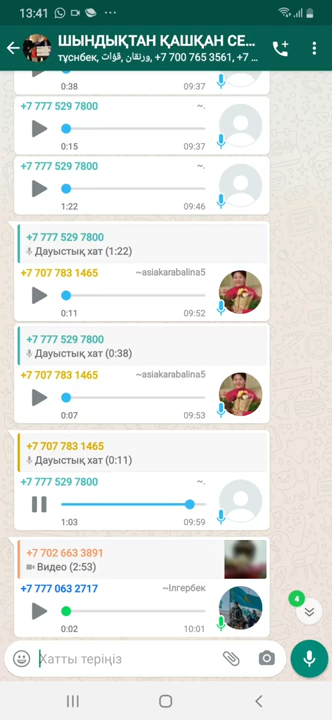 13:41
ШЫНДЫҚТАН ҚАШҚАН СЕ...
тұснбек, ورنقان, قۋات, +7 700 765 3561, +7 ...
0:38 09:37
+7 777 529 7800 ~.
0:15 09:37
+7 777 529 7800 ~.
1:22 09:46
+7 777 529 7800
Дауыстық хат (1:22)
+7 707 783 1465 ~asiakarabalina5
0:11 09:52
+7 777 529 7800
Дауыстық хат (0:38)
+7 707 783 1465 ~asiakarabalina5
0:07 09:53
+7 707 783 1465
Дауыстық хат (0:11)
+7 777 529 7800 ~.
1:03 09:59
+7 702 663 3891
Видео (2:53)
+7 777 063 2717 ~Ілгербек
0:02 10:01
4
Хатты теріңіз